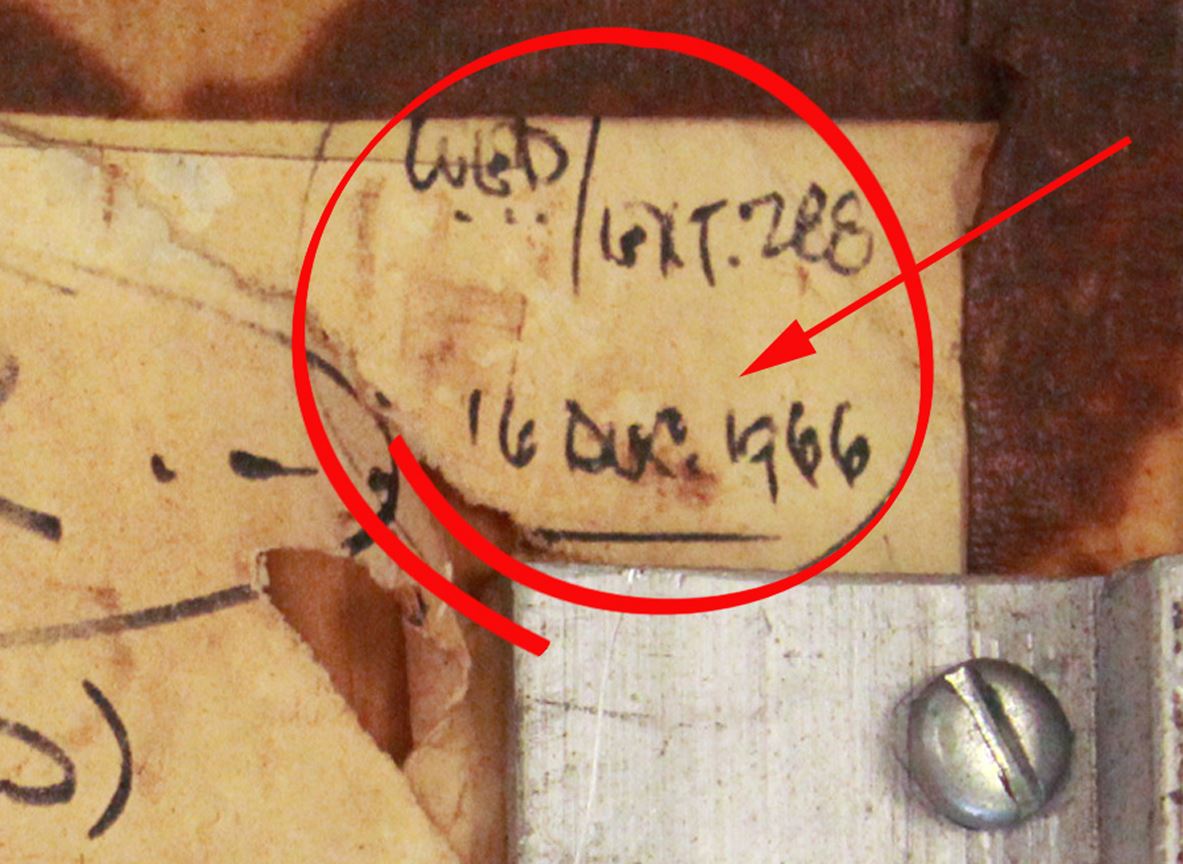 WED/EXT. 288
16 DEC. 1966
)